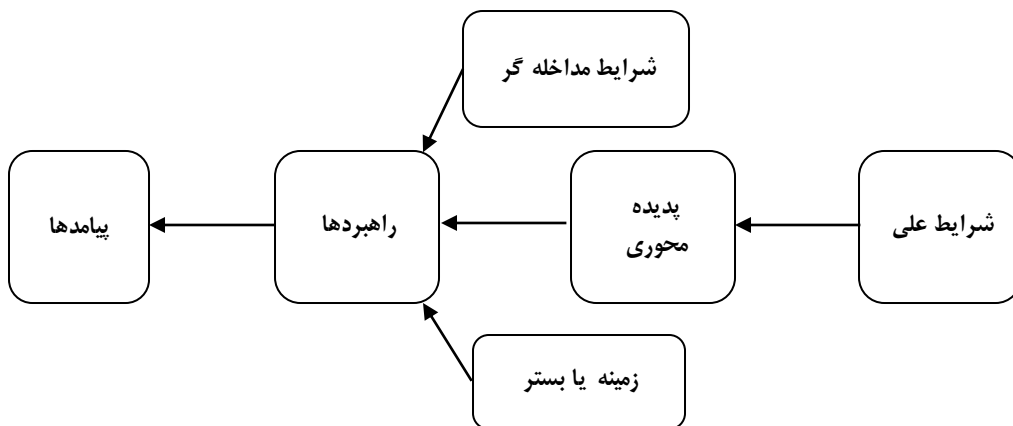 شرایط مداخله گر
شرایط علی
پدیده
محوری
راهبردها
پیامدها
زمینه یا بستر